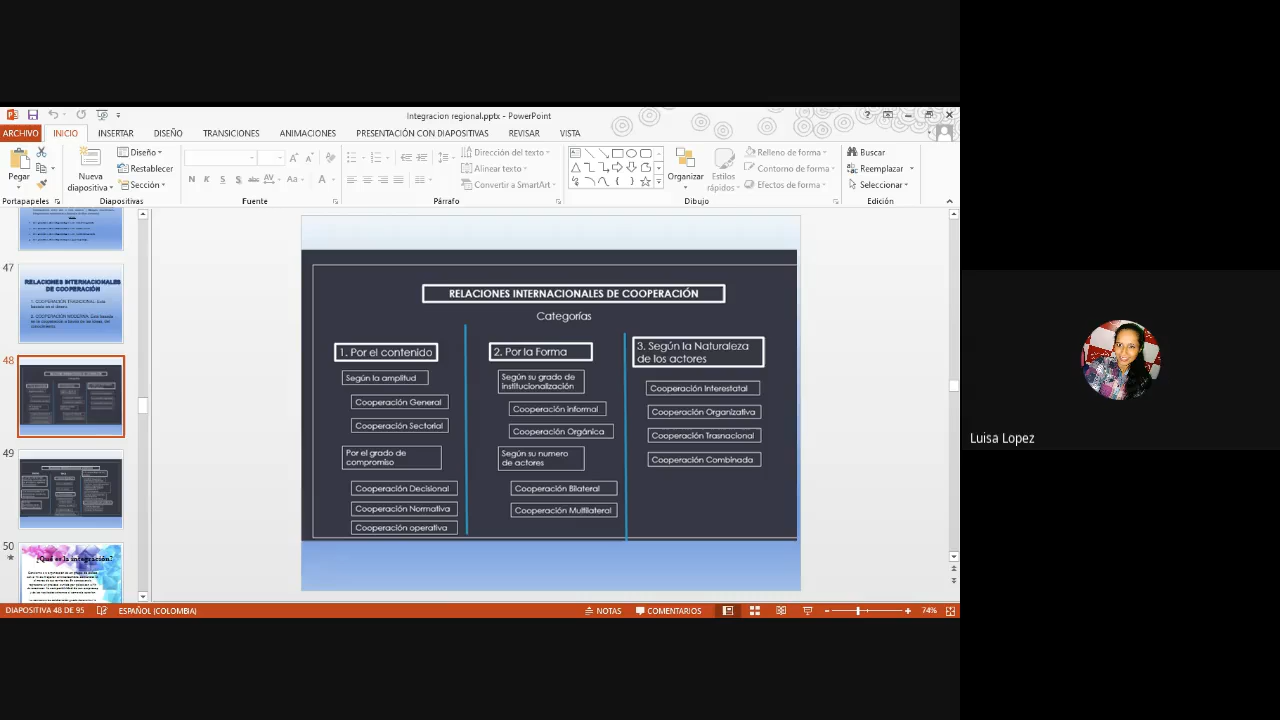 Integracion regional.pptx - PowerPoint
ARCHIVO INICIO INSERTAR DISEÑO TRANSICIONES ANIMACIONES PRESENTACIÓN CON DIAPOSITIVAS REVISAR VISTA
Pegar
Nueva
diapositiva
Diseño
Restablecer
Sección
N K S S abc AV Aa A
Dirección del texto
Alinear texto
Convertir a SmartArt
Organizar
Estilos
rápidos
Relleno de forma
Contorno de forma
Efectos de forma
Buscar
Reemplazar
Seleccionar
Portapapeles Diapositivas Fuente Párrafo Dibujo Edición
47
RELACIONES INTERNACIONALES
DE COOPERACIÓN
48
49
50
¿Qué es la integración?
RELACIONES INTERNACIONALES DE COOPERACIÓN
Categorías
1. Por el contenido
Según la amplitud
Cooperación General
Cooperación Sectorial
Por el grado de
compromiso
Cooperación Decisional
Cooperación Normativa
Cooperación operativa
2. Por la Forma
Según su grado de
institucionalización
Cooperación informal
Cooperación Orgánica
Según su numero
de actores
Cooperación Bilateral
Cooperación Multilateral
3. Según la Naturaleza
de los actores
Cooperación Interestatal
Cooperación Organizativa
Cooperación Trasnacional
Cooperación Combinada
DIAPOSITIVA 48 DE 95 ESPAÑOL (COLOMBIA) NOTAS COMENTARIOS 74%
Luisa Lopez